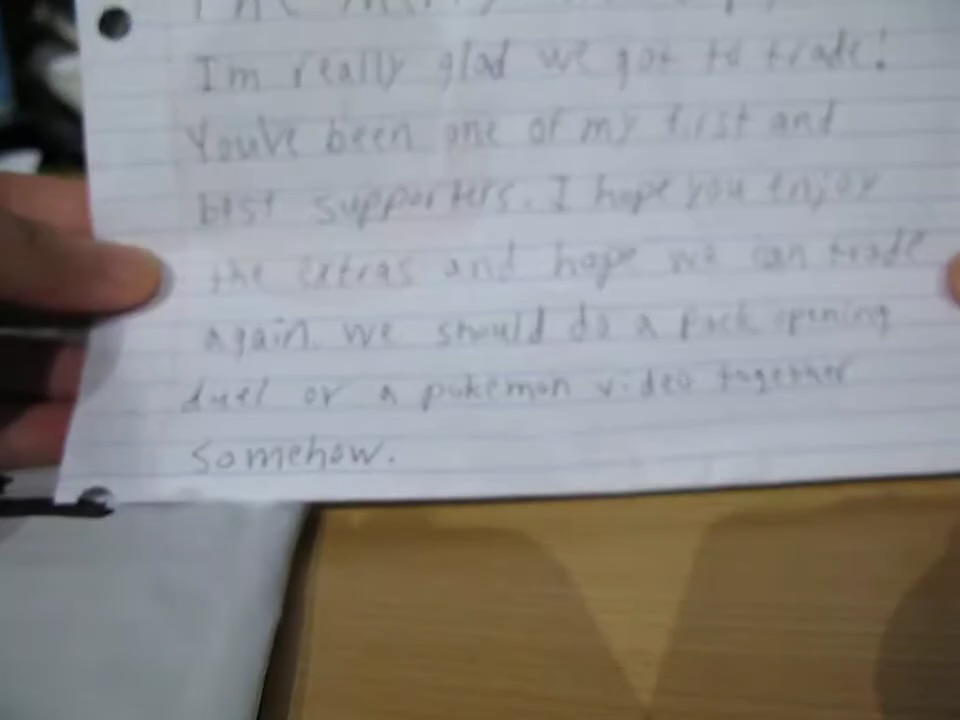 Im really glad we got to trade!
You've been one of my first and
best supporters. I hope you enjoy
the extras and hope we can trade
again. we should do a pack opening
duel or a pokemon video together
somehow.